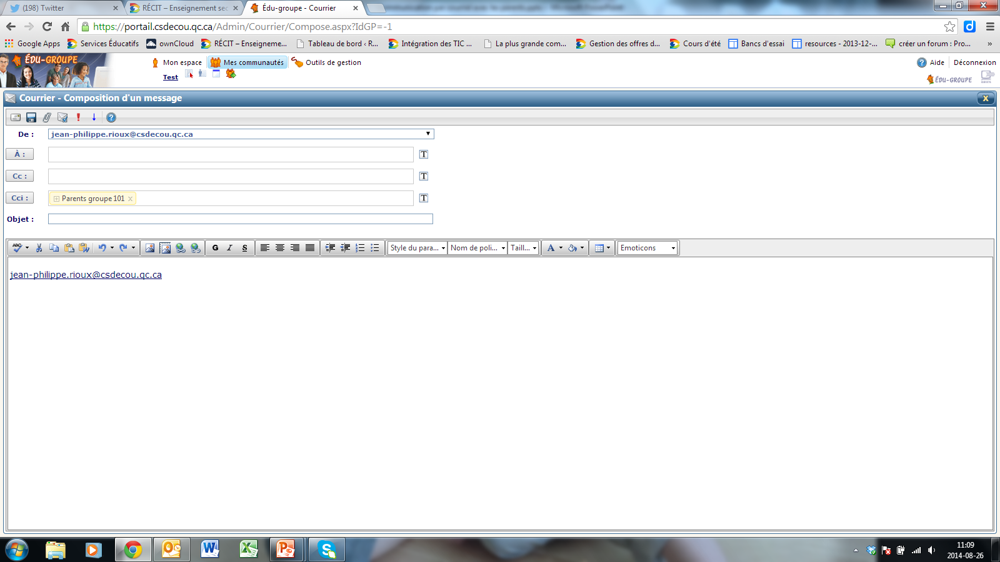 (198) Twitter
RÉCIT – Enseignement sec
Édu-groupe - Courrier
https://portail.csdecou.qc.ca/Admin/Courrier/Compose.aspx?IdGP=-1
Google Apps
Services Éducatifs
ownCloud
RÉCIT – Enseigneme...
Tableau de bord ‹ R...
Intégration des TIC ...
La plus grande com...
Gestion des offres d...
Cours d'été
Bancs d'essai
resources - 2013-12-...
créer un forum : Pro...
»
ÉDU-GROUPE
Mon espace
Mes communautés
Outils de gestion
Aide
Déconnexion
Test
ÉDU-GROUPE
Courrier - Composition d'un message
X
De :
jean-philippe.rioux@csdecou.qc.ca
À :
T
Cc :
T
Cci :
Parents groupe 101
T
Objet :
ABC
G
I
S
Style du para...
Nom de poli...
Taill...
A
Emoticons
jean-philippe.rioux@csdecou.qc.ca
11:09
2014-08-26